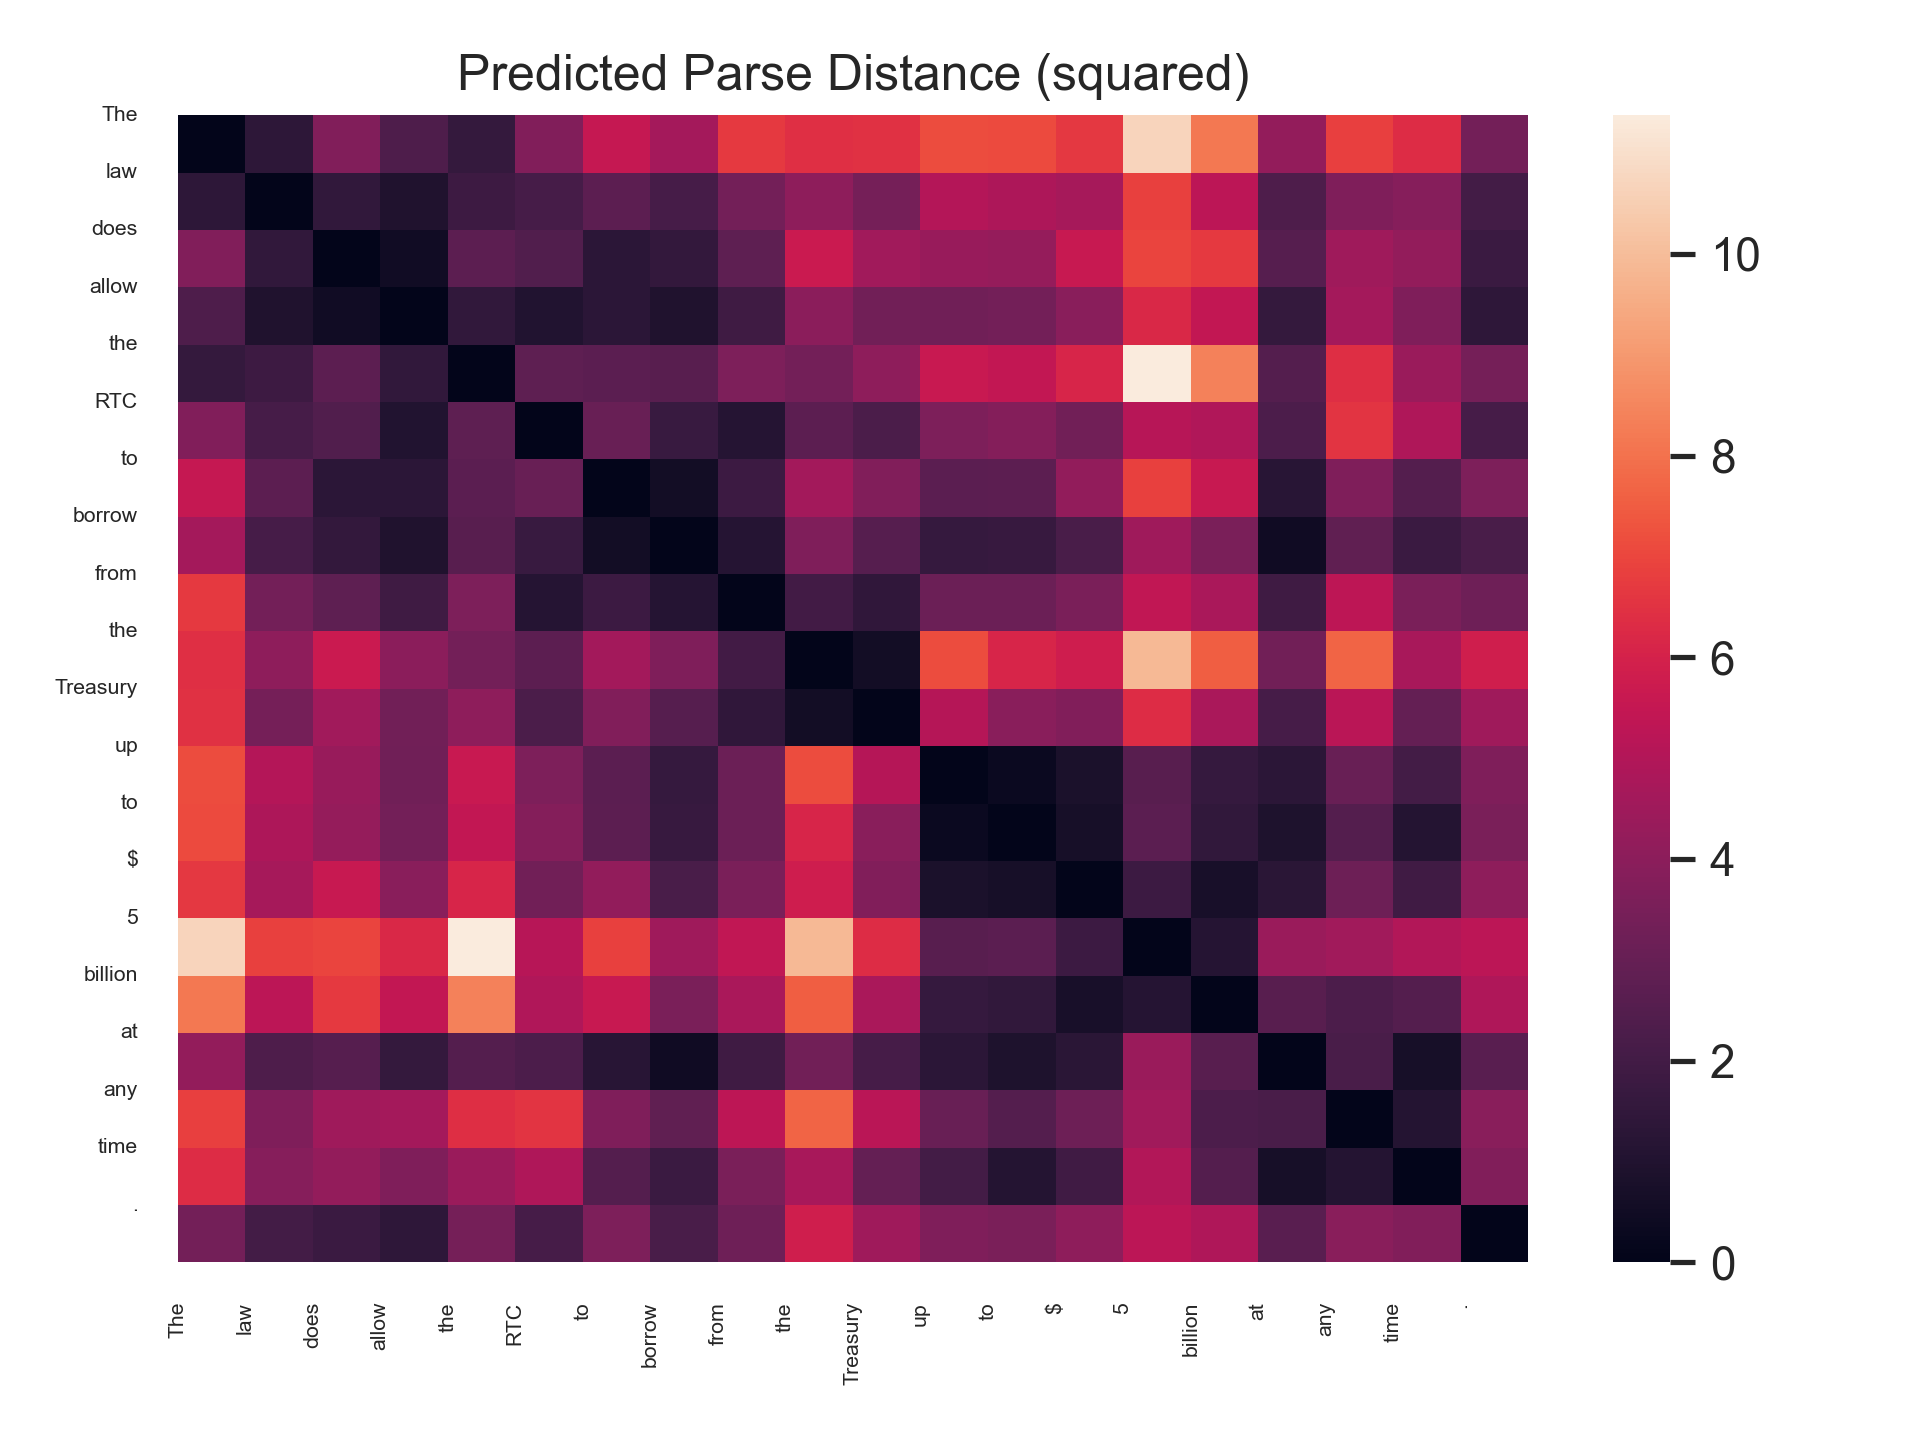 Predicted Parse Distance (squared)
The
law
does
allow
the
RTC
to
borrow
from
the
Treasury
up
to
$
5
billion
at
any
time
.
10
8
6
4
2
0
The
law
does
allow
the
RTC
to
borrow
from
the
Treasury
up
to
$
5
billion
at
any
time
.